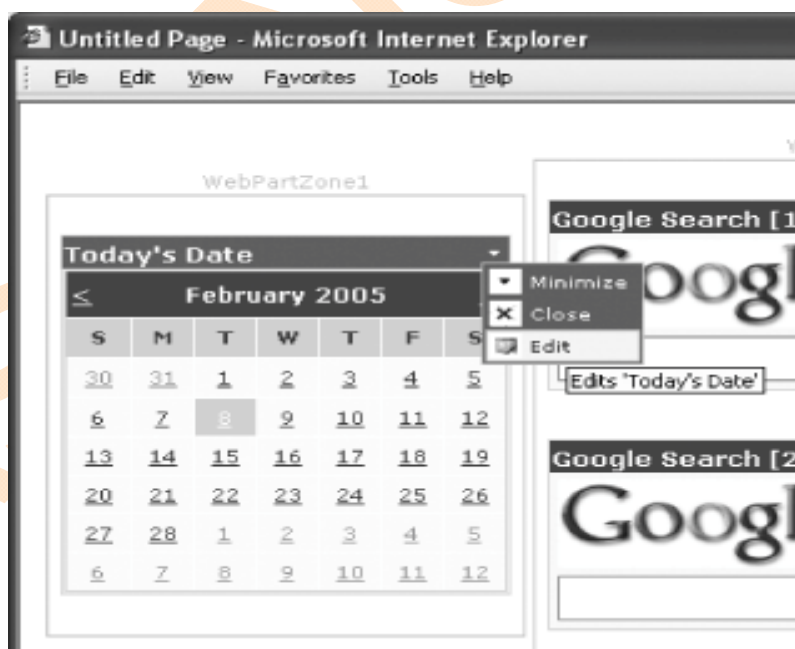 Untitled Page - Microsoft Internet Explorer
File Edit View Favorites Tools Help
WebPartZone1
Today's Date
< February 2005
S M T W T F S
30 31 1 2 3 4 5
6 7 8 9 10 11 12
13 14 15 16 17 18 19
20 21 22 23 24 25 26
27 28 1 2 3 4 5
6 7 8 9 10 11 12
Minimize
Close
Edit
Edits 'Today's Date'
Google Search [1
Googl
Google Search [2
Googl